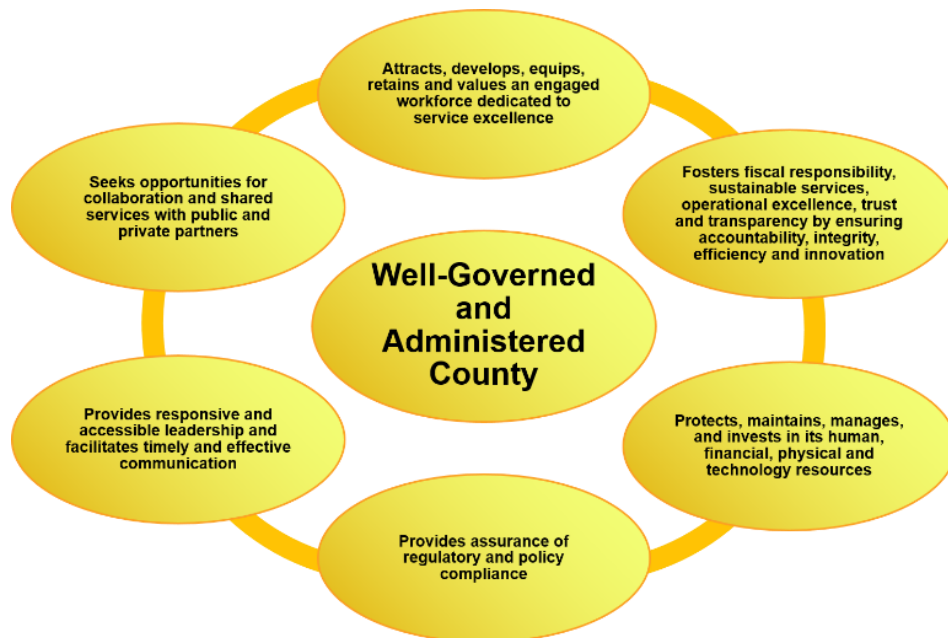 Attracts, develops, equips,
retains and values an engaged
workforce dedicated to
service excellence
Fosters fiscal responsibility,
sustainable services,
operational excellence, trust
and transparency by ensuring
accountability, integrity,
efficiency and innovation
Protects, maintains, manages,
and invests in its human,
financial, physical and
technology resources
Provides assurance of
regulatory and policy
compliance
Provides responsive and
accessible leadership and
facilitates timely and effective
communication
Seeks opportunities for
collaboration and shared
services with public and
private partners
Well-Governed
and
Administered
County